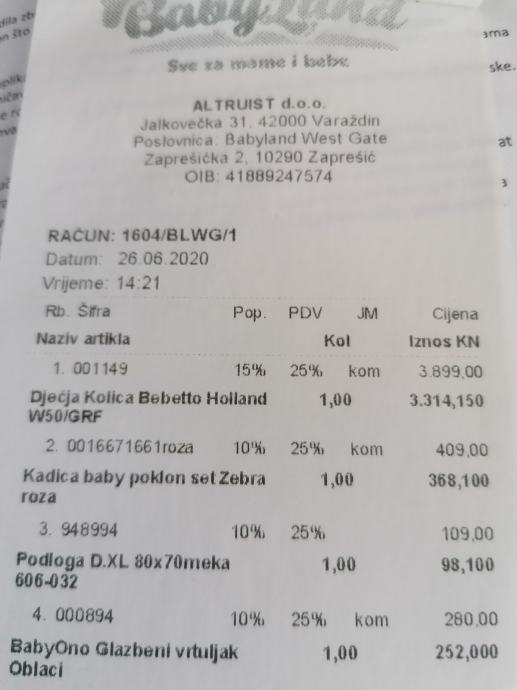 BabyLand
Sve za mame i bebe
ALTRUIST d.o.o.
Jalkovečka 31, 42000 Varaždin
Poslovnica: Babyland West Gate
Zaprešićka 2, 10290 Zaprešić
OIB: 41889247574
RAČUN: 1604/BLWG/1
Datum: 26.06.2020
Vrijeme: 14:21
Rb. Šifra Pop. PDV JM Cijena
Naziv artikla Kol Iznos KN
1. 001149 15% 25% kom 3.899,00
Dječja Kolica Bebetto Holland 1,00 3.314,150
W50/GRF
2. 0016671661roza 10% 25% kom 409,00
Kadica baby poklon set Zebra 1,00 368,100
roza
3. 948994 10% 25% 109,00
Podloga D.XL 80x70meka 1,00 98,100
606-032
4. 000894 10% 25% kom 280,00
BabyOno Glazbeni vrtuljak 1,00 252,000
Oblaci
ske.
at